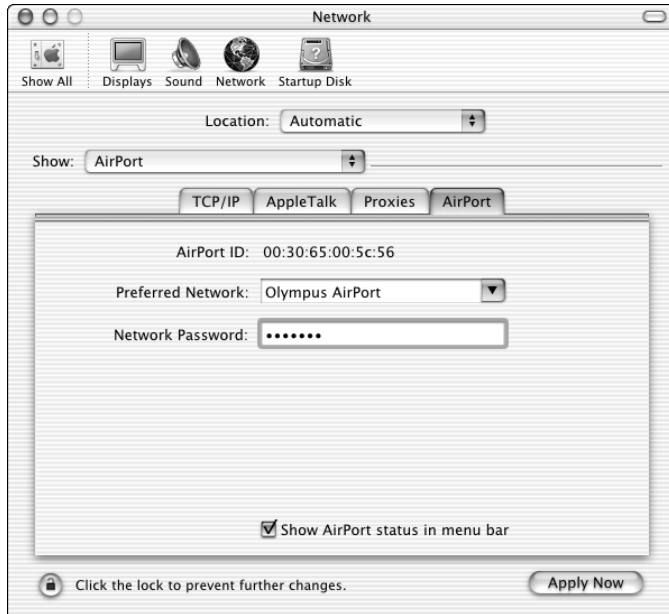 Network
Show All Displays Sound Network Startup Disk
Location: Automatic
Show: AirPort
TCP/IP AppleTalk Proxies AirPort
AirPort ID: 00:30:65:00:5c:56
Preferred Network: Olympus AirPort
Network Password: •••••••
Show AirPort status in menu bar
Click the lock to prevent further changes. Apply Now